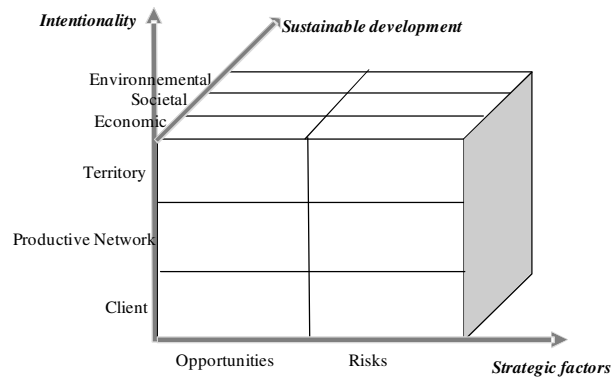 Intentionality
Sustainable development
Environnemental
Societal
Economic
Territory
Productive Network
Client
Opportunities Risks
Strategic factors